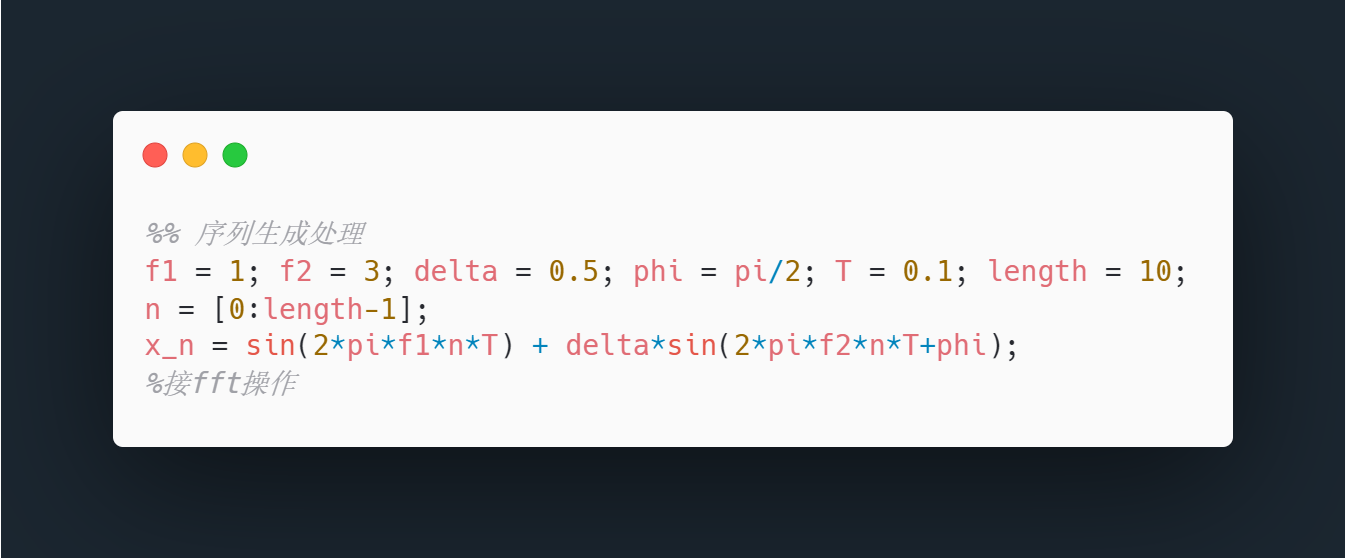 %% 序列生成处理
f1 = 1; f2 = 3; delta = 0.5; phi = pi/2; T = 0.1; length = 10;
n = [0:length-1];
x_n = sin(2*pi*f1*n*T) + delta*sin(2*pi*f2*n*T+phi);
%接fft操作